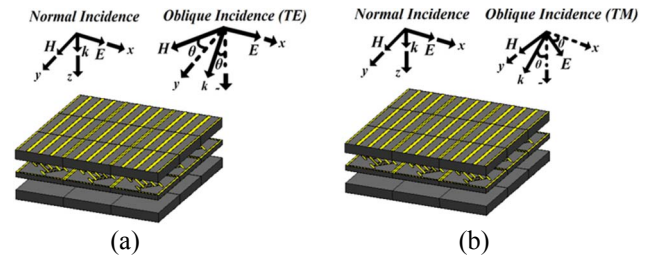 Normal Incidence
Oblique Incidence (TE)
H k E x
y z
H θ θ E x
y k z
Normal Incidence
Oblique Incidence (TM)
H k E x
y z
H θ θ E x
y k
(a)
(b)